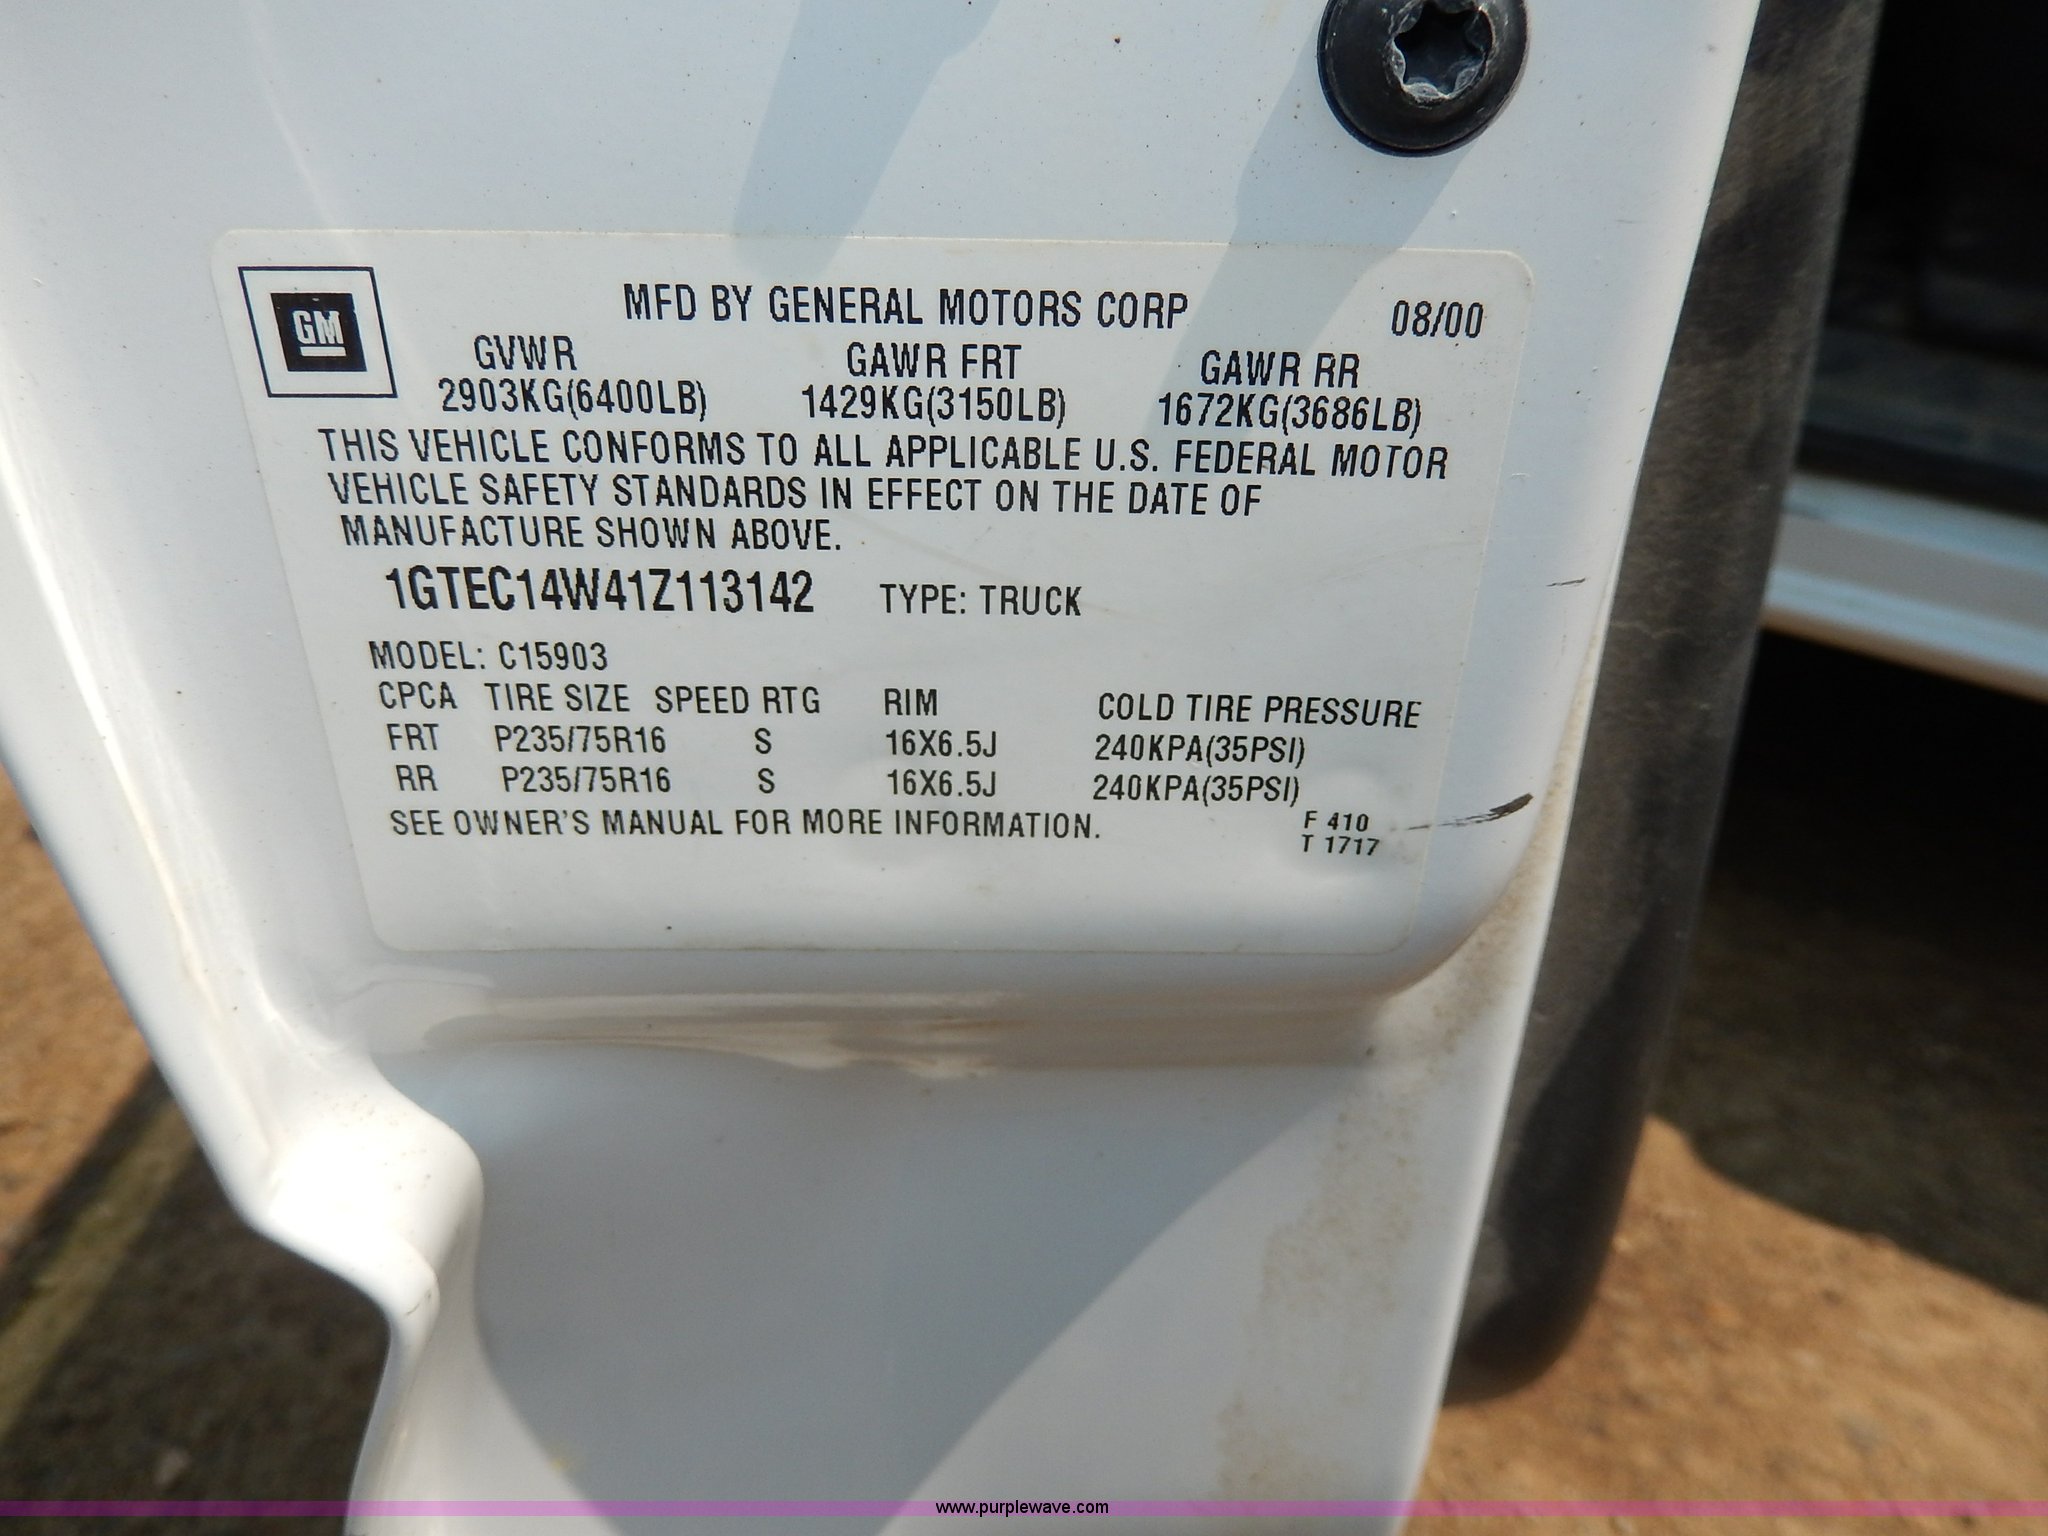 GM
MFD BY GENERAL MOTORS CORP 08/00
GVWR GAWR FRT GAWR RR
2903KG(6400LB) 1429KG(3150LB) 1672KG(3686LB)
THIS VEHICLE CONFORMS TO ALL APPLICABLE U.S. FEDERAL MOTOR
VEHICLE SAFETY STANDARDS IN EFFECT ON THE DATE OF
MANUFACTURE SHOWN ABOVE.
1GTEC14W41Z113142 TYPE: TRUCK
MODEL: C15903
CPCA TIRE SIZE SPEED RTG RIM COLD TIRE PRESSURE
FRT P235/75R16 S 16X6.5J 240KPA(35PSI)
RR P235/75R16 S 16X6.5J 240KPA(35PSI)
SEE OWNER'S MANUAL FOR MORE INFORMATION. F 410
T 1717
www.purplewave.com